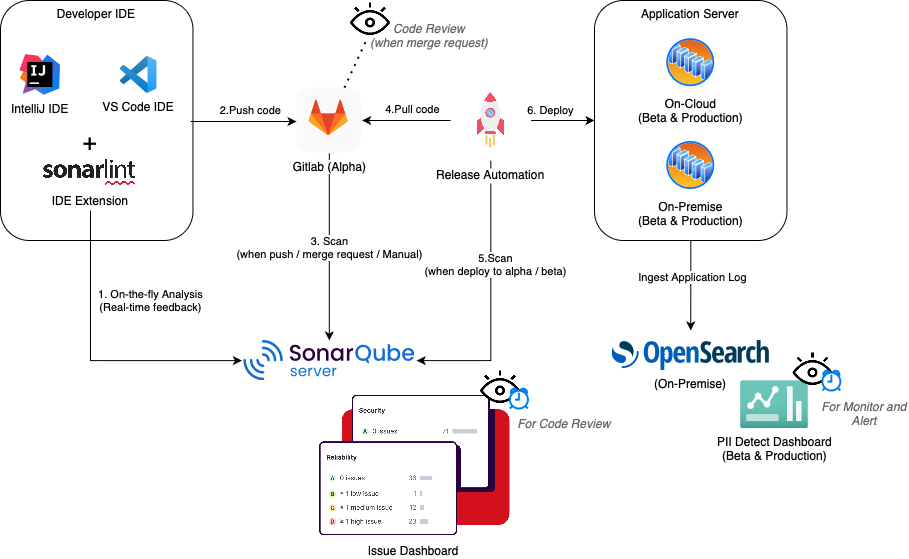 Developer IDE
IJ
IntelliJ IDE
VS Code IDE
+
sonarlint
IDE Extension
1. On-the-fly Analysis
(Real-time feedback)
2.Push code
Code Review
(when merge request)
Gitlab (Alpha)
3. Scan
(when push / merge request / Manual)
4.Pull code
Release Automation
5.Scan
(when deploy to alpha / beta)
6. Deploy
Application Server
On-Cloud
(Beta & Production)
On-Premise
(Beta & Production)
Ingest Application Log
OpenSearch
(On-Premise)
For Monitor and
Alert
PII Detect Dashboard
(Beta & Production)
SonarQube
server
For Code Review
Security
A 0 issues 71
Reliability
A 0 issues 36
B ≥ 1 low issue 1
C ≥ 1 medium issue 12
D ≥ 1 high issue 23
Issue Dashboard